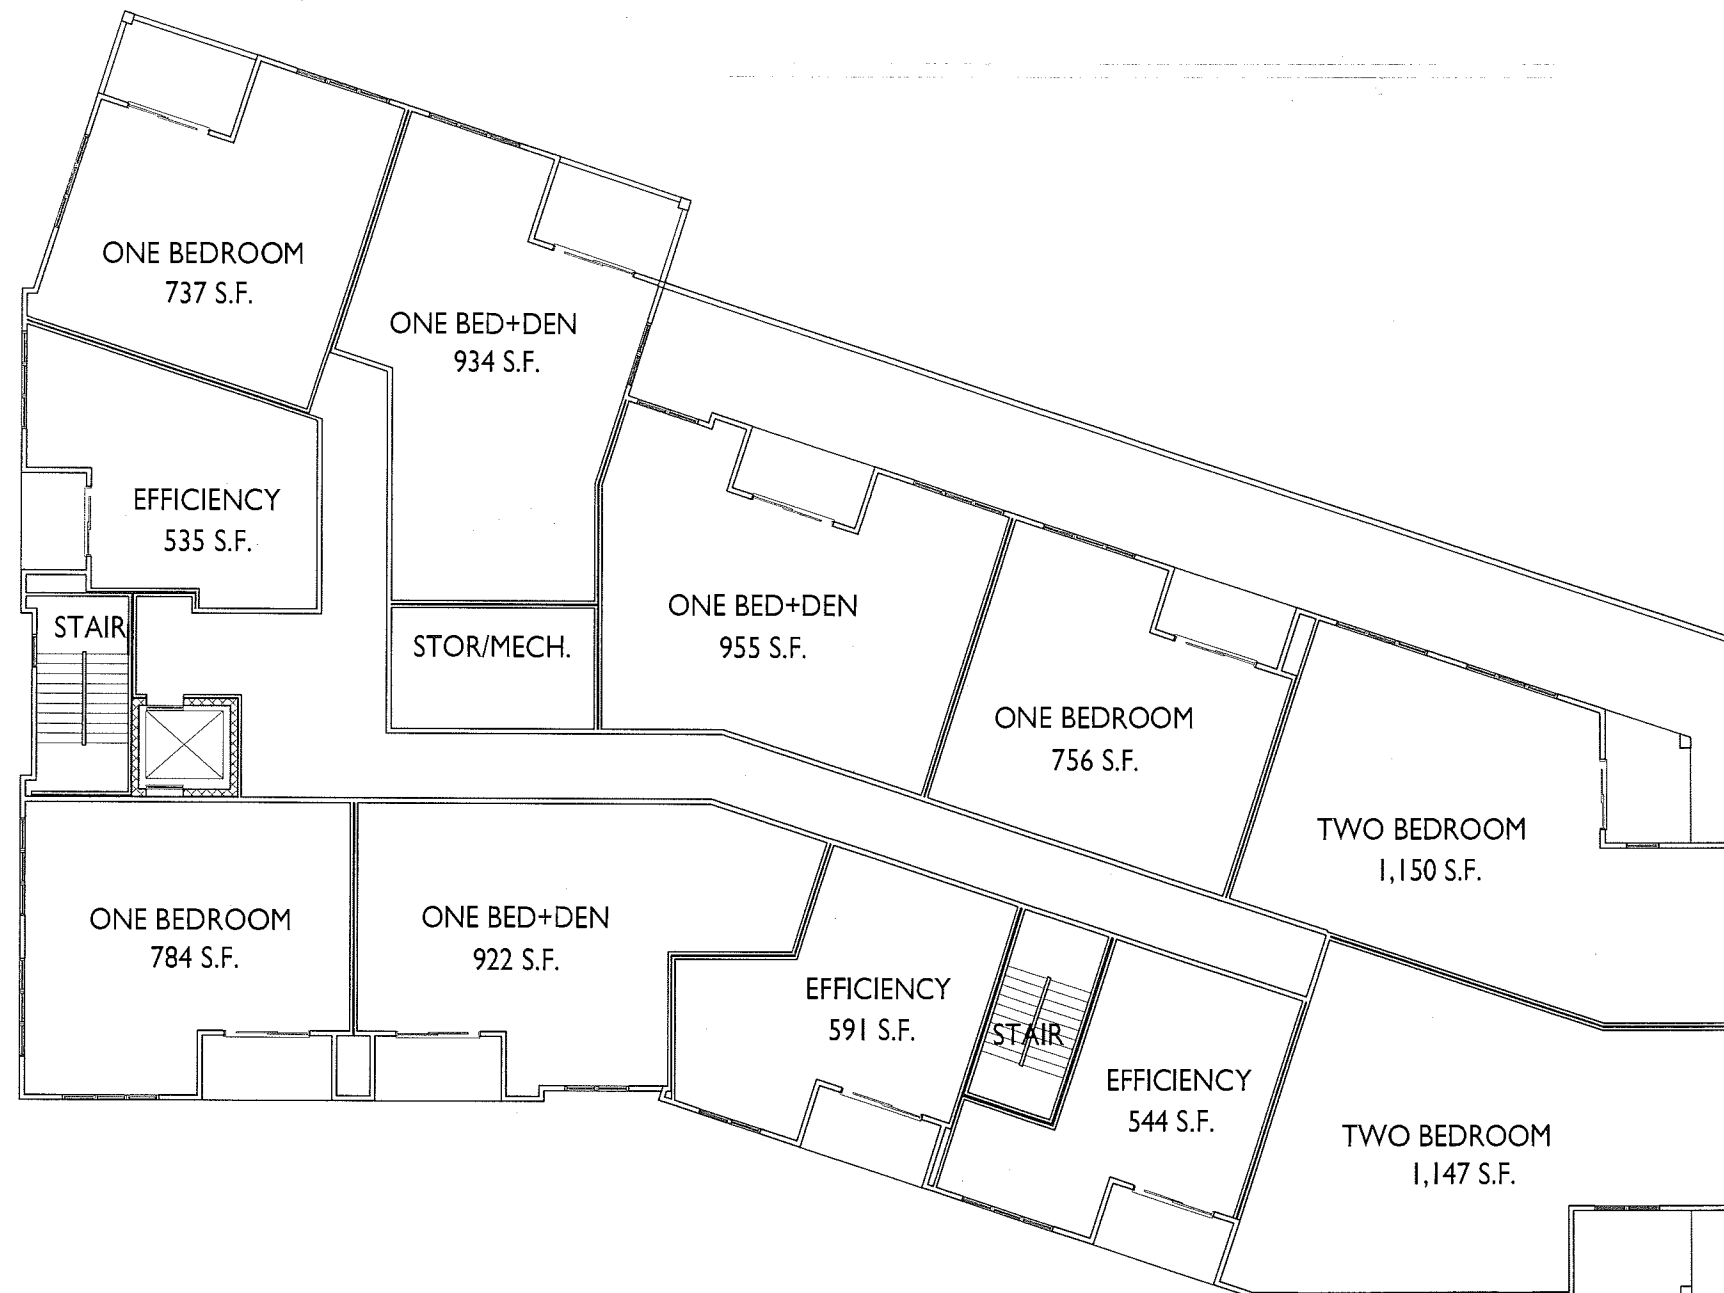 ONE BEDROOM
737 S.F.
ONE BED+DEN
934 S.F.
EFFICIENCY
535 S.F.
STAIR
STOR/MECH.
ONE BED+DEN
955 S.F.
ONE BEDROOM
756 S.F.
TWO BEDROOM
1,150 S.F.
ONE BEDROOM
784 S.F.
ONE BED+DEN
922 S.F.
EFFICIENCY
591 S.F.
STAIR
EFFICIENCY
544 S.F.
TWO BEDROOM
1,147 S.F.